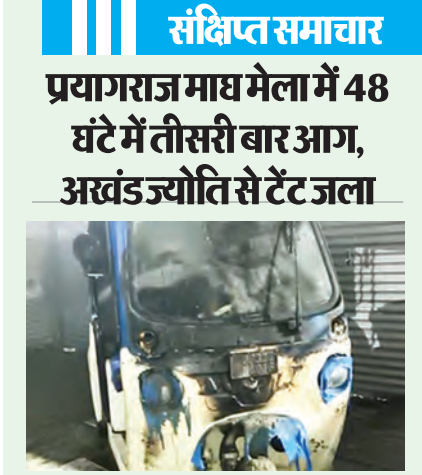 संक्षिप्त समाचार
प्रयागराज माघ मेला में 48
घंटे में तीसरी बार आग,
अखंड ज्योति से टेंट जला